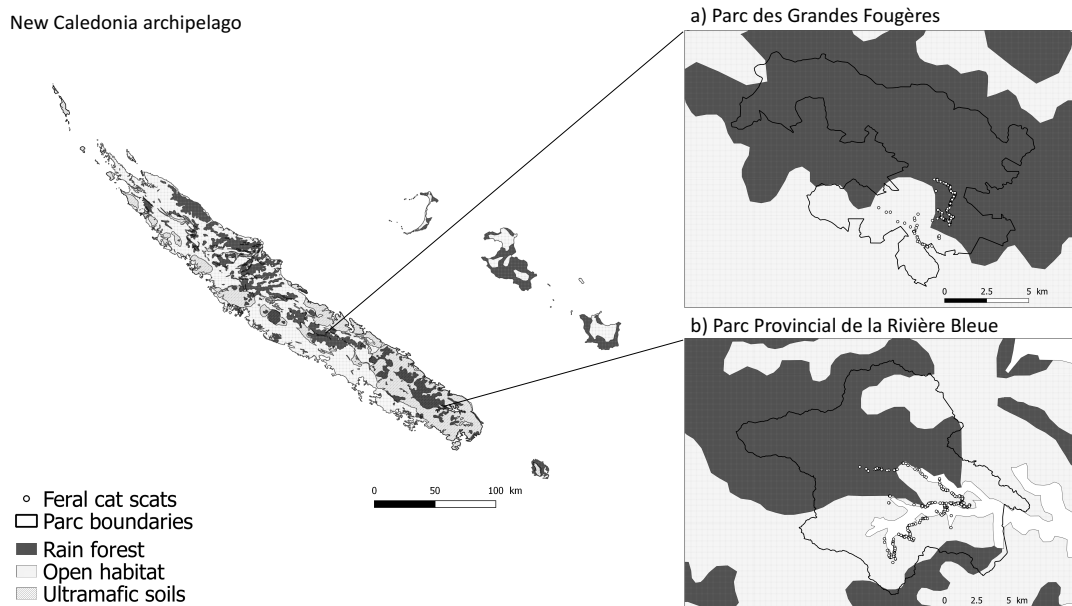 New Caledonia archipelago
a) Parc des Grandes Fougères
0 2.5 5 km
b) Parc Provincial de la Rivière Bleue
0 2.5 5 km
0 50 100 km
Feral cat scats
Parc boundaries
Rain forest
Open habitat
Ultramafic soils